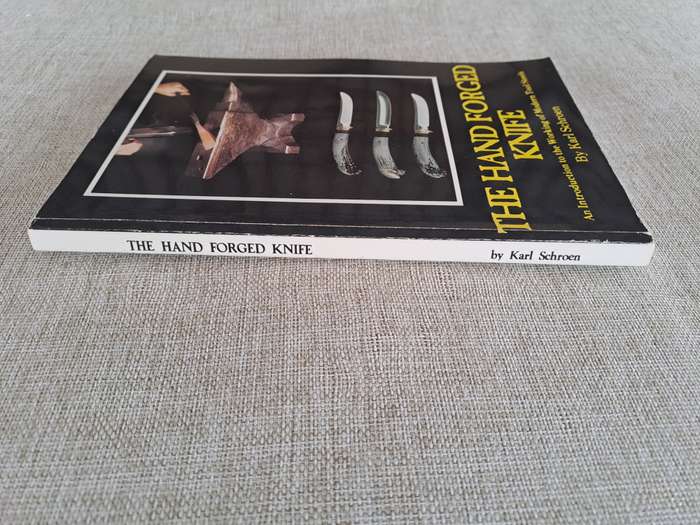 THE HAND FORGED
KNIFE
An Introduction to the Working of Modern Tool Steels
By Karl Schroen
THE HAND FORGED KNIFE by Karl Schroen